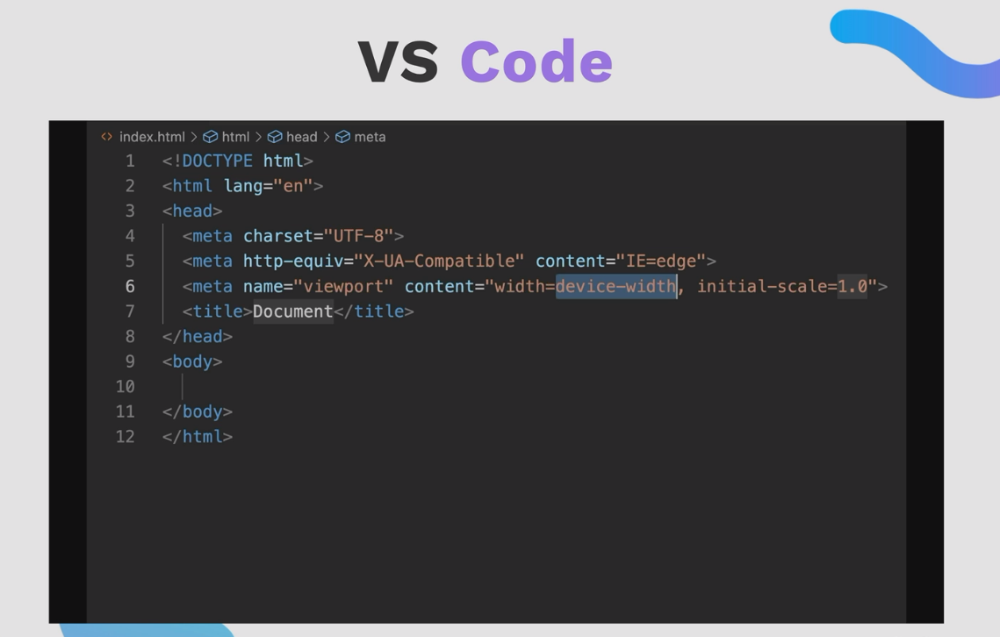 VS Code
index.html > html > head > meta
1 <!DOCTYPE html>
2 <html lang="en">
3 <head>
4 <meta charset="UTF-8">
5 <meta http-equiv="X-UA-Compatible" content="IE=edge">
6 <meta name="viewport" content="width=device-width, initial-scale=1.0">
7 <title>Document</title>
8 </head>
9 <body>
10
11 </body>
12 </html>